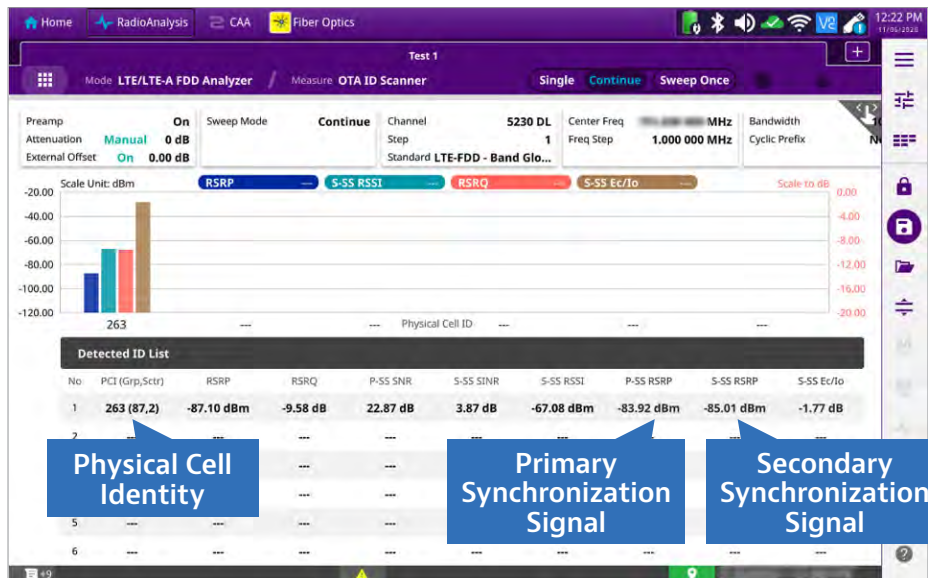 Home RadioAnalysis CAA Fiber Optics V2 12:22 PM
11/06/2020
Test 1
Mode LTE/LTE-A FDD Analyzer / Measure OTA ID Scanner Single Continue Sweep Once
Preamp On Sweep Mode Continue Channel 5230 DL Center Freq MHz Bandwidth
Attenuation Manual 0 dB Step 1 Freq Step 1.000 000 MHz Cyclic Prefix
External Offset On 0.00 dB Standard LTE-FDD - Band Glo...
Scale Unit: dBm RSRP --- S-SS RSSI --- RSRQ --- S-SS Ec/Io --- Scale to dB
-20.00 0.00
-40.00 -4.00
-60.00 -8.00
-80.00 -12.00
-100.00 -16.00
-120.00 -20.00
263 --- --- Physical Cell ID --- --- ---
Detected ID List
No PCI (Grp,Sctr) RSRP RSRQ P-SS SNR S-SS SINR S-SS RSSI P-SS RSRP S-SS RSRP S-SS Ec/Io
1 263 (87,2) -87.10 dBm -9.58 dB 22.87 dB 3.87 dB -67.08 dBm -83.92 dBm -85.01 dBm -1.77 dB
2 --- --- --- --- --- --- --- --- ---
Physical Cell
Identity
Primary
Synchronization
Signal
Secondary
Synchronization
Signal
---
---
5 --- --- ---
6 --- --- --- --- --- --- --- --- ---
+9